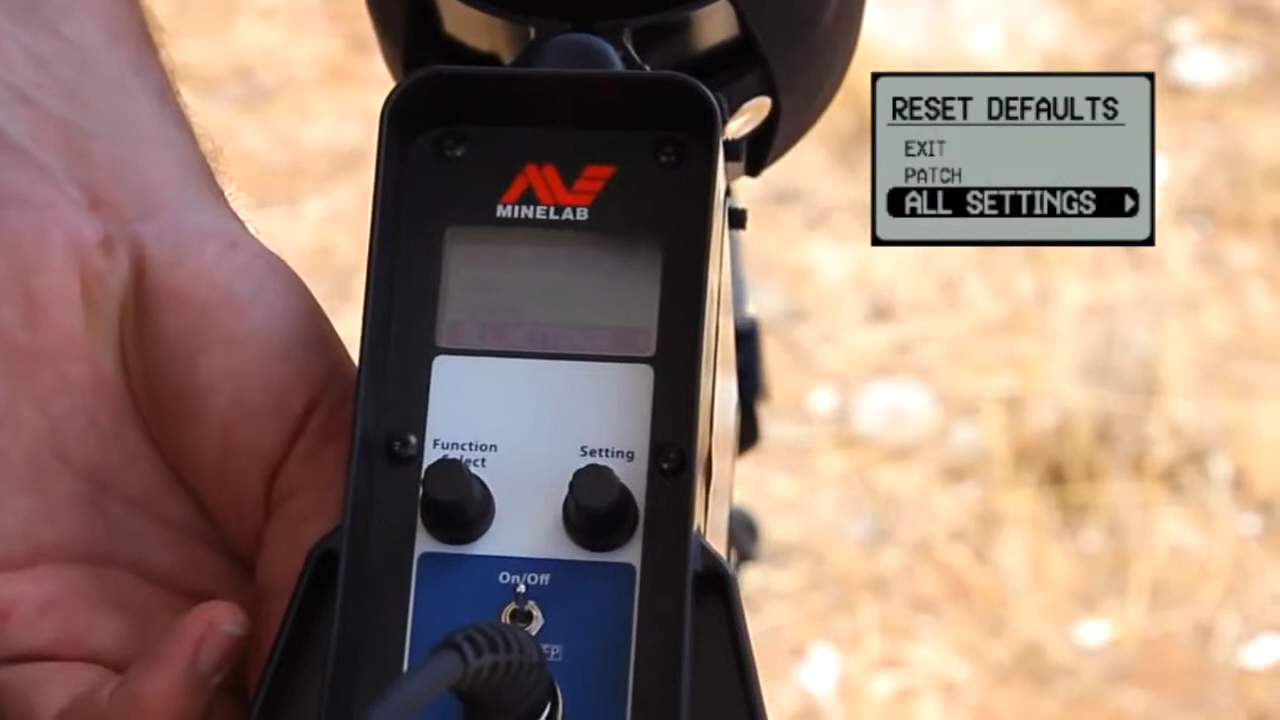 MINELAB
Function
Select
Setting
On/Off
RESET DEFAULTS
EXIT
PATCH
ALL SETTINGS